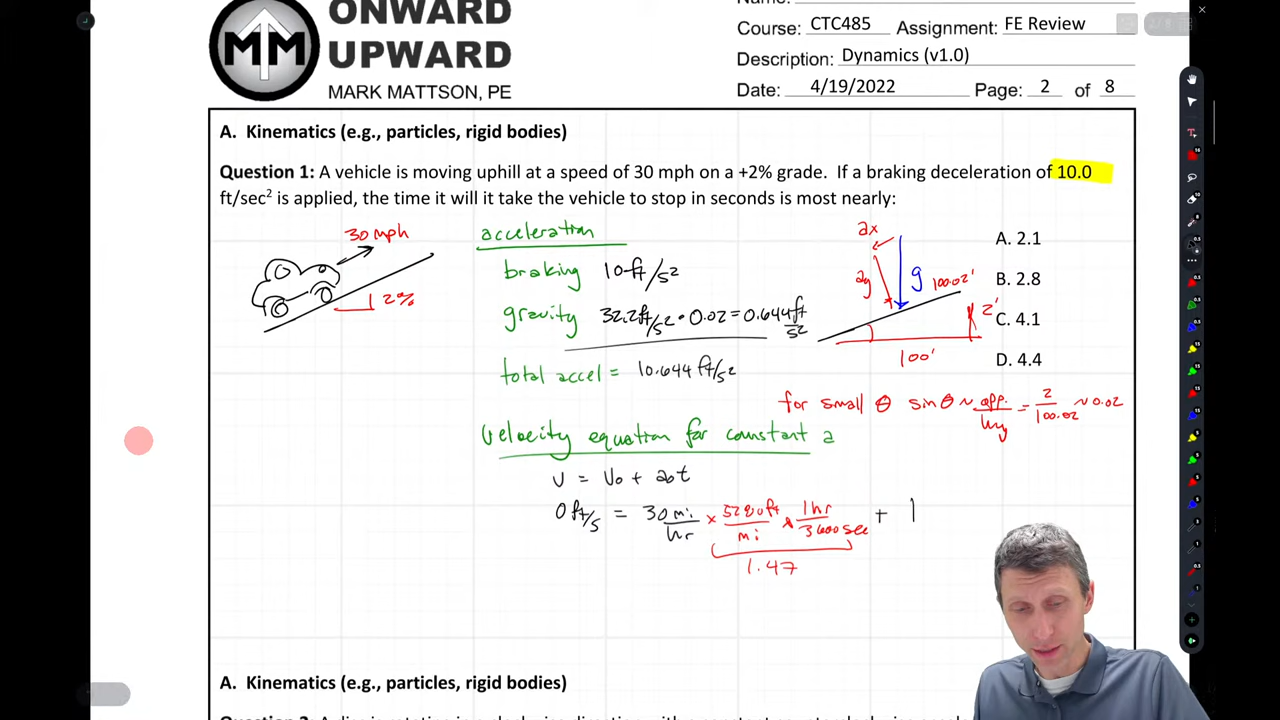 ONWARD
UPWARD
MARK MATTSON, PE
MM
Course: CTC485 Assignment: FE Review
Description: Dynamics (v1.0)
Date: 4/19/2022 Page: 2 of 8
A. Kinematics (e.g., particles, rigid bodies)
Question 1: A vehicle is moving uphill at a speed of 30 mph on a +2% grade. If a braking deceleration of 10.0
ft/sec² is applied, the time it will it take the vehicle to stop in seconds is most nearly:
30 mph
2%
acceleration
braking 10 ft/s²
gravity 32.2 ft/s² • 0.02 = 0.644 ft/s²
total accel = 10.644 ft/s²
ax
ay
g
100.02'
2'
100'
A. 2.1
B. 2.8
C. 4.1
D. 4.4
for small θ sin θ ~ opp./hyp = 2/100.02 ~ 0.02
Velocity equation for constant a
v = v₀ + a₀t
0 ft/s = 30 mi/hr × 5280 ft/mi × 1hr/3600 sec +
1.47
A. Kinematics (e.g., particles, rigid bodies)